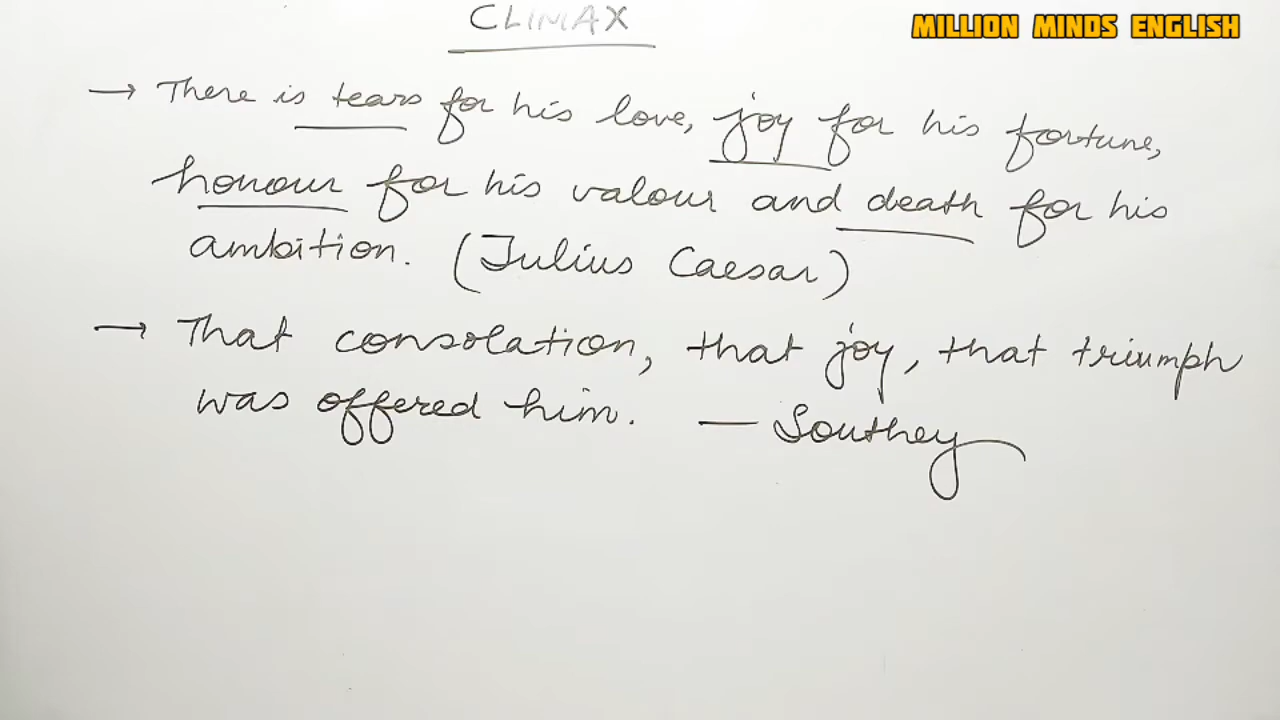 CLIMAX
MILLION MINDS ENGLISH
→ There is tears for his love, joy for his fortune,
honour for his valour and death for his
ambition. (Julius Caesar)
→ That consolation, that joy, that triumph
was offered him. — Southey